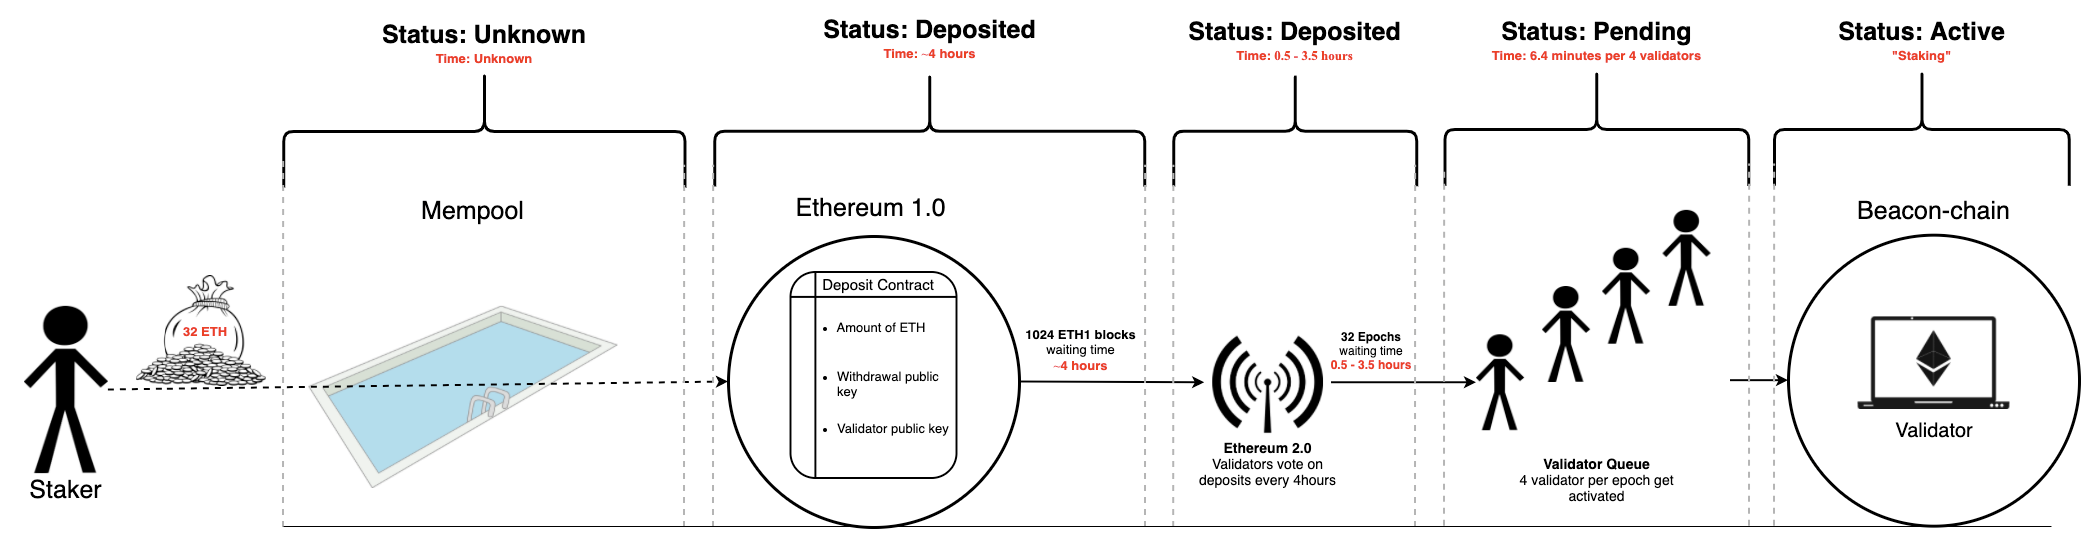 Status: Unknown
Time: Unknown
Status: Deposited
Time: ~4 hours
Status: Deposited
Time: 0.5 - 3.5 hours
Status: Pending
Time: 6.4 minutes per 4 validators
Status: Active
"Staking"
Mempool
Ethereum 1.0
Beacon-chain
32 ETH
Staker
Deposit Contract
• Amount of ETH
• Withdrawal public
key
• Validator public key
1024 ETH1 blocks
waiting time
~4 hours
Ethereum 2.0
Validators vote on
deposits every 4hours
32 Epochs
waiting time
0.5 - 3.5 hours
Validator Queue
4 validator per epoch get
activated
Validator